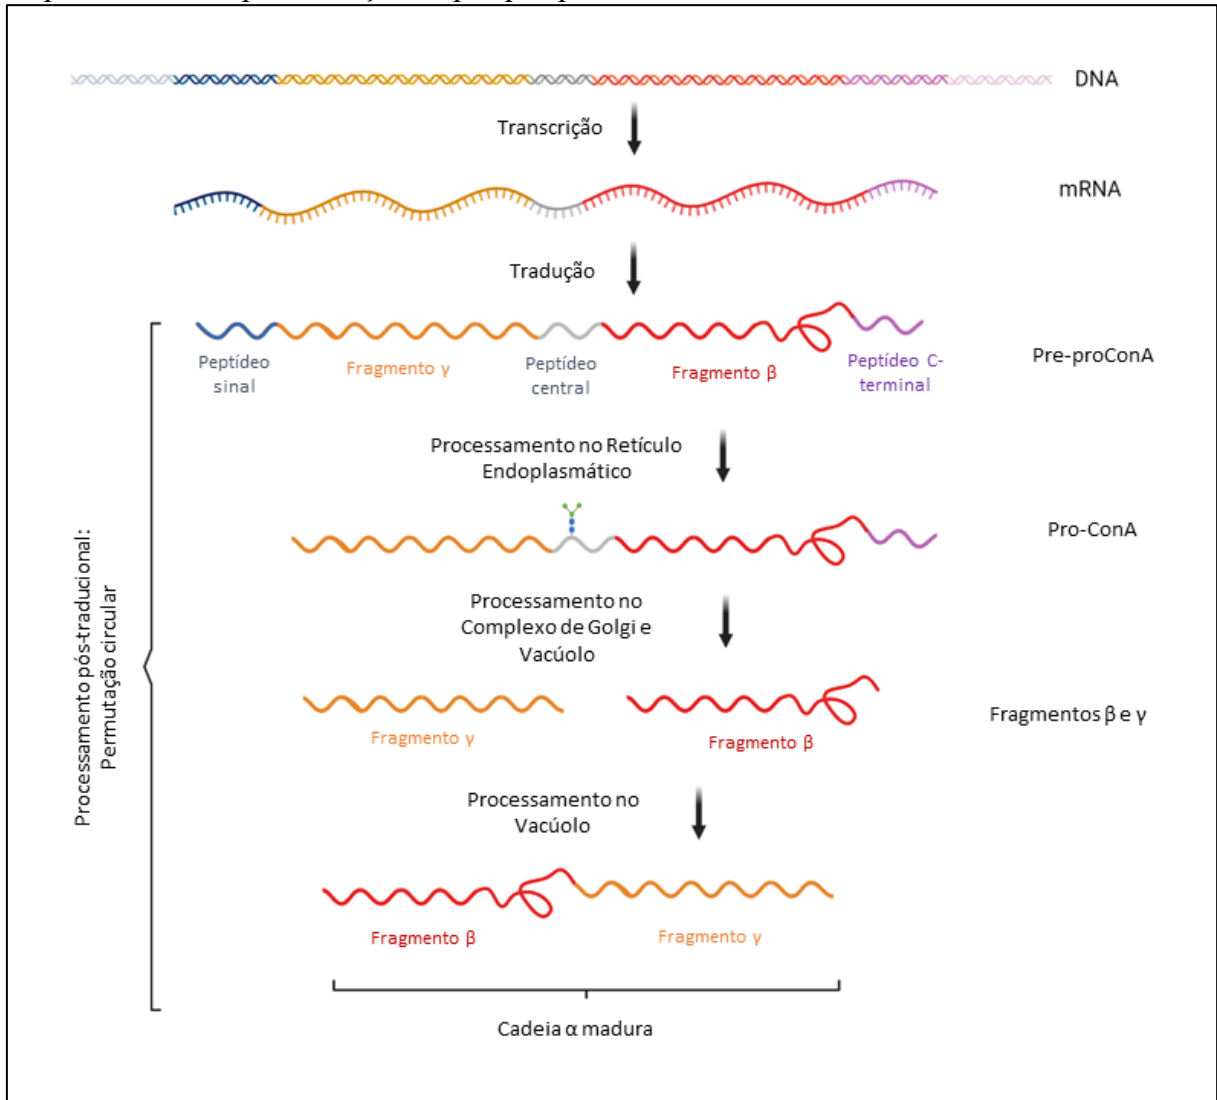 DNA
Transcrição
mRNA
Tradução
Peptídeo
sinal
Fragmento γ
Peptídeo
central
Fragmento β
Peptídeo C-
terminal
Pre-proConA
Processamento no Retículo
Endoplasmático
Pro-ConA
Processamento no
Complexo de Golgi e
Vacúolo
Fragmento γ
Fragmento β
Fragmentos β e γ
Processamento no
Vacúolo
Fragmento β
Fragmento γ
Cadeia α madura
Processamento pós-traducional:
Permutação circular